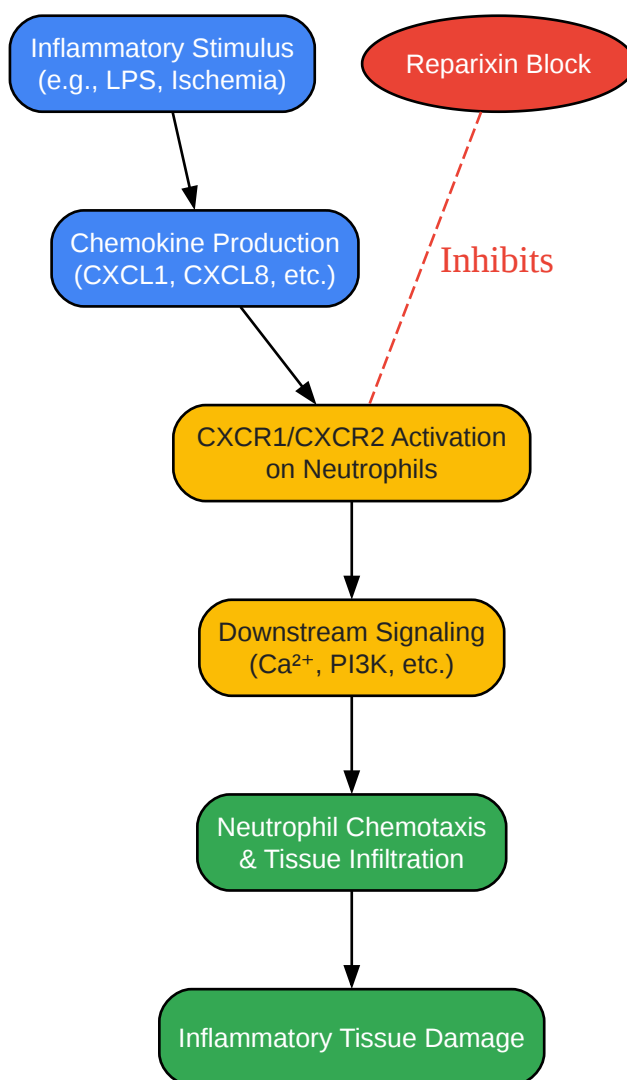 Inflammatory Stimulus
(e.g., LPS, Ischemia)
Reparixin Block
Chemokine Production
(CXCL1, CXCL8, etc.)
Inhibits
CXCR1/CXCR2 Activation
on Neutrophils
Downstream Signaling
(Ca²⁺, PI3K, etc.)
Neutrophil Chemotaxis
& Tissue Infiltration
Inflammatory Tissue Damage